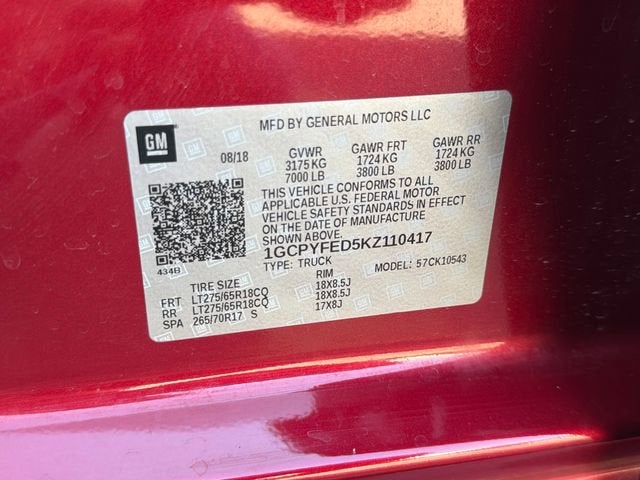 MFD BY GENERAL MOTORS LLC
GM
08/18
GVWR GAWR FRT GAWR RR
3175 KG 1724 KG 1724 KG
7000 LB 3800 LB 3800 LB
THIS VEHICLE CONFORMS TO ALL
APPLICABLE U.S. FEDERAL MOTOR
VEHICLE SAFETY STANDARDS IN EFFECT
ON THE DATE OF MANUFACTURE
SHOWN ABOVE.
1GCPYFED5KZ110417
434B
TYPE: TRUCK MODEL: 57CK10543
TIRE SIZE RIM
FRT LT275/65R18CQ 18X8.5J
RR LT275/65R18CQ 18X8.5J
SPA 265/70R17 S 17X8J